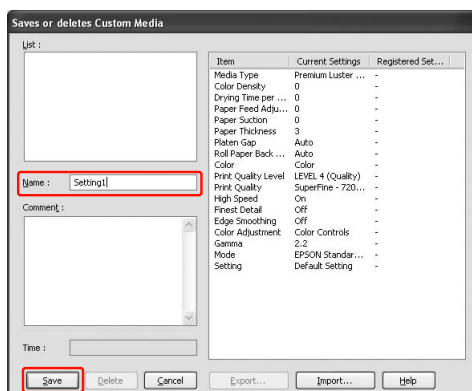 Saves or deletes Custom Media
List :
Item Current Settings Registered Set...
Media Type Premium Luster ... -
Color Density 0 -
Drying Time per ... 0 -
Paper Feed Adju... 0 -
Paper Suction 0 -
Paper Thickness 3 -
Platen Gap Auto -
Roll Paper Back ... Auto -
Color Color -
Print Quality Level LEVEL 4 (Quality) -
Print Quality SuperFine - 720... -
High Speed On -
Finest Detail Off -
Edge Smoothing Off -
Color Adjustment Color Controls -
Gamma 2.2 -
Mode EPSON Standar... -
Setting Default Setting -
Name : Setting1
Comment :
Time :
Save Delete Cancel Export... Import... Help